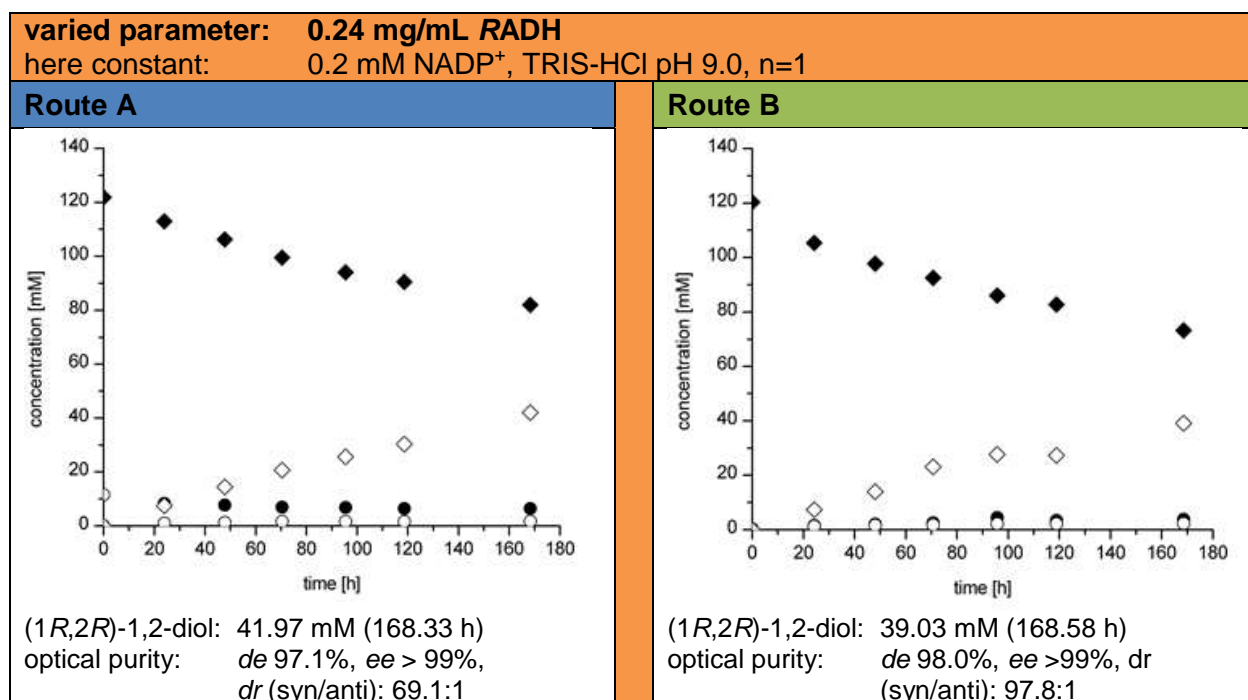 varied parameter: 0.24 mg/mL RADH
here constant: 0.2 mM NADP⁺, TRIS-HCl pH 9.0, n=1
Route A
140
120
100
80
60
40
20
0
concentration [mM]
0 20 40 60 80 100 120 140 160 180
time [h]
(1R,2R)-1,2-diol: 41.97 mM (168.33 h)
optical purity: de 97.1%, ee > 99%,
dr (syn/anti): 69.1:1
Route B
140
120
100
80
60
40
20
0
concentration [mM]
0 20 40 60 80 100 120 140 160 180
time [h]
(1R,2R)-1,2-diol: 39.03 mM (168.58 h)
optical purity: de 98.0%, ee >99%, dr
(syn/anti): 97.8:1